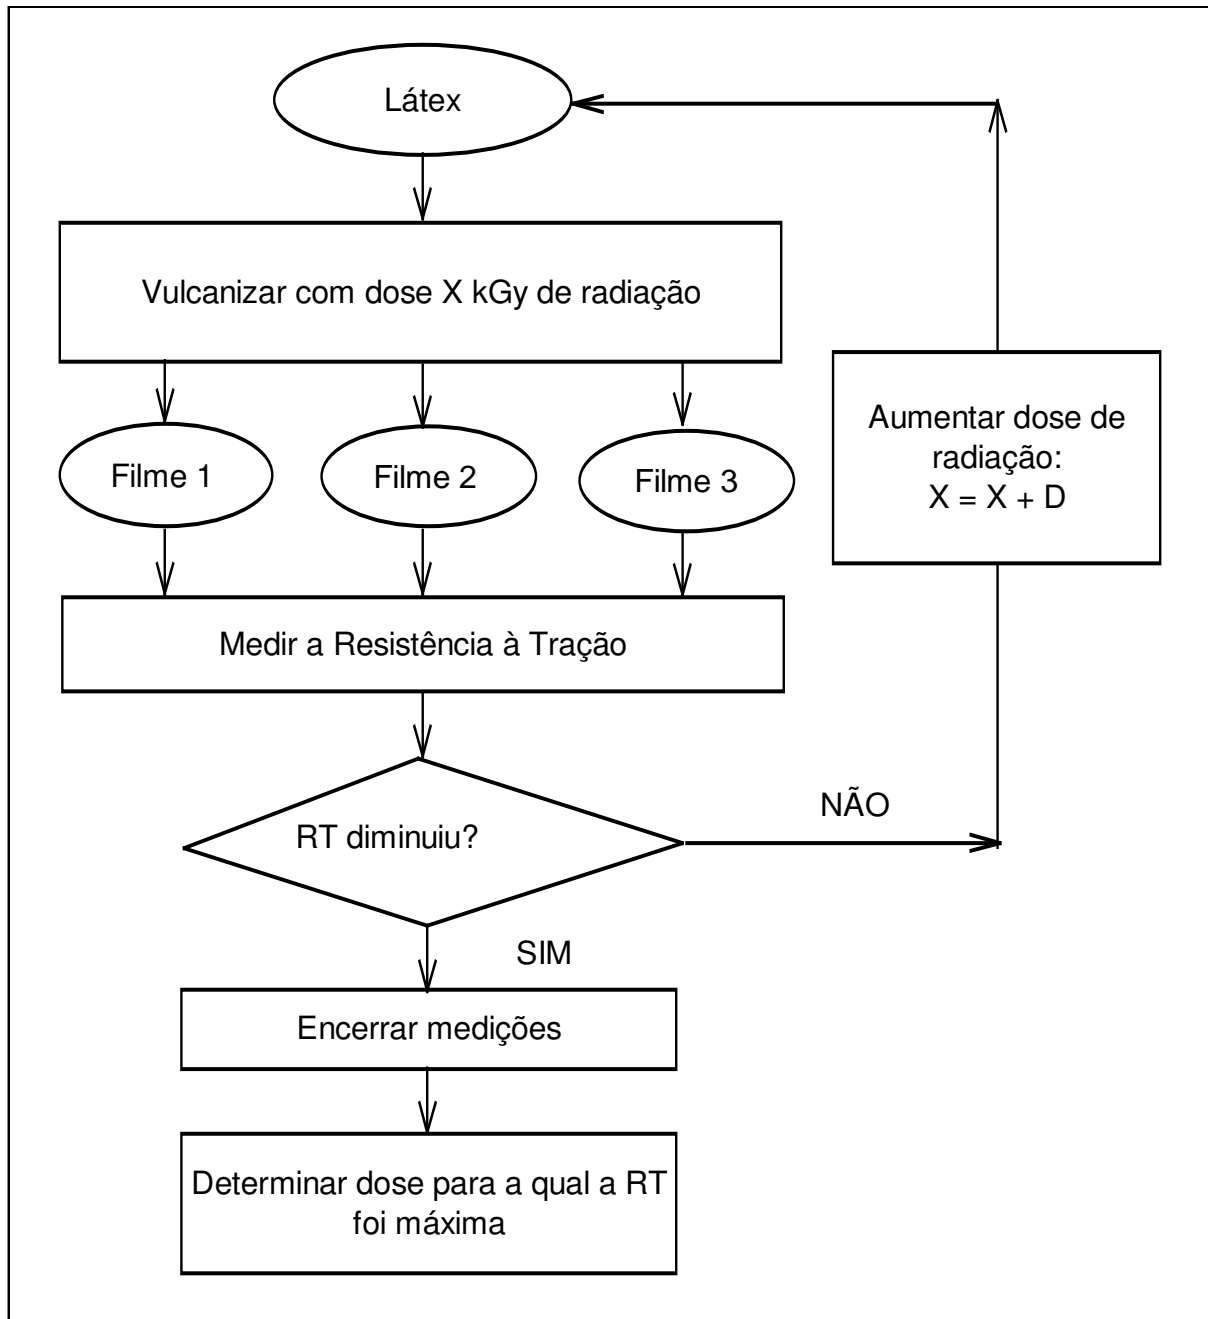 Látex
Vulcanizar com dose X kGy de radiação
Filme 1
Filme 2
Filme 3
Aumentar dose de
radiação:
X = X + D
Medir a Resistência à Tração
RT diminuiu?
NÃO
SIM
Encerrar medições
Determinar dose para a qual a RT
foi máxima